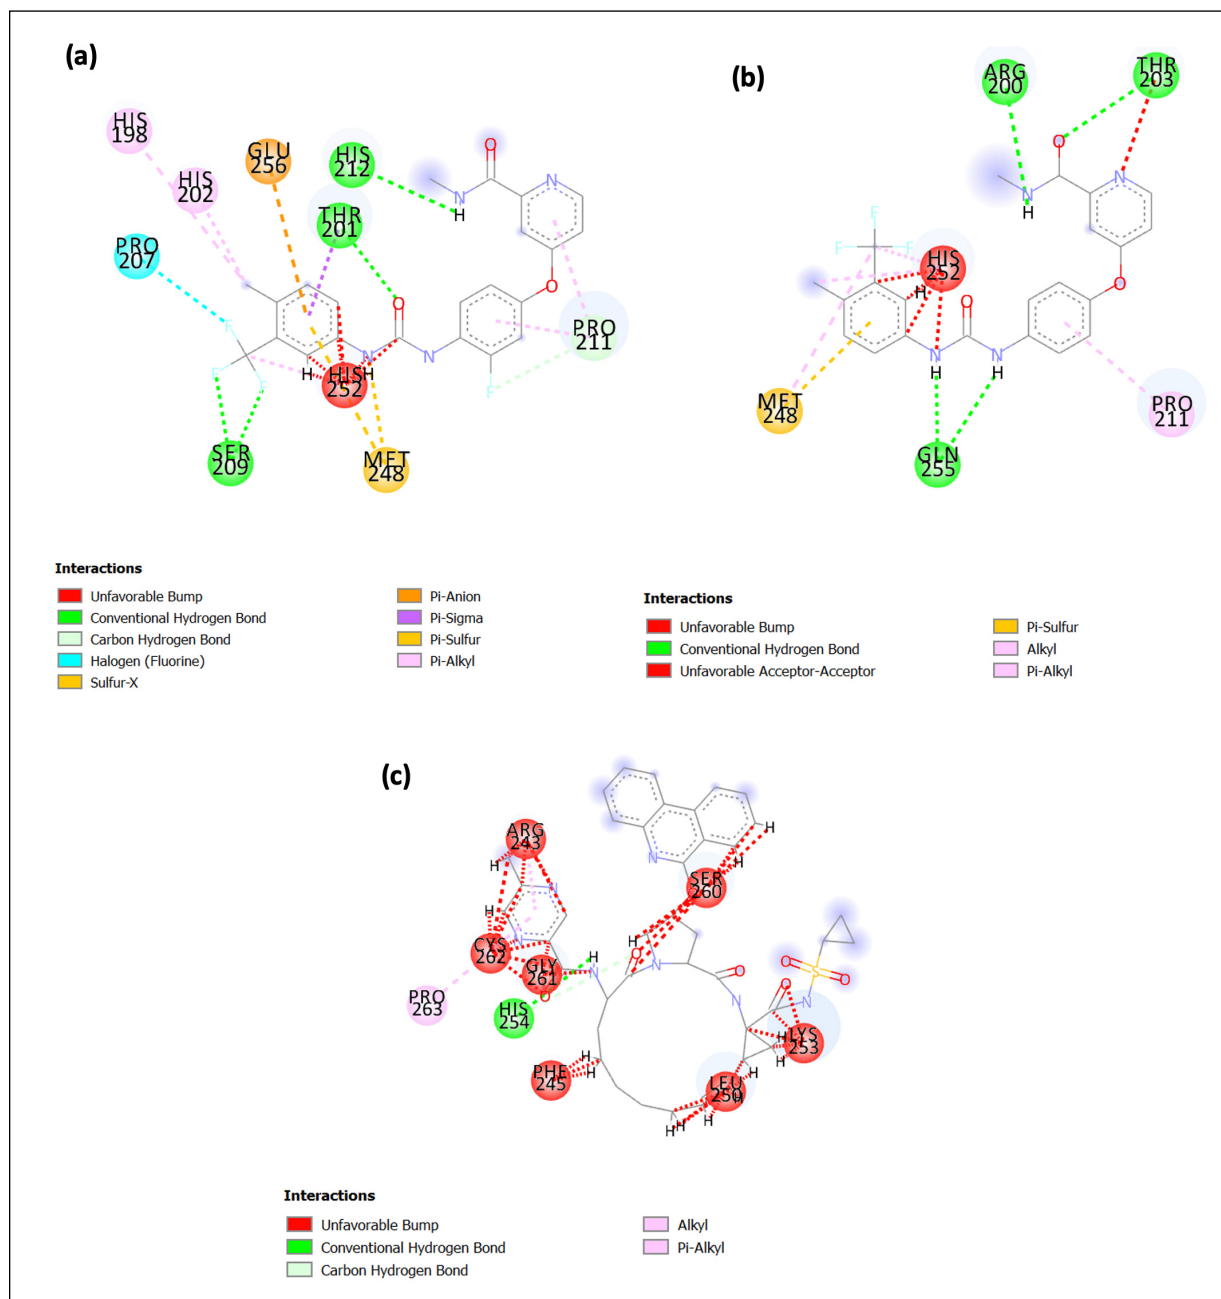 (a)
HIS
198
HIS
202
GLU
256
HIS
212
THR
201
PRO
207
O
N
N
H
O
O
F
F
F
H
N
H
N
HIS
252
F
PRO
211
SER
209
MET
248
Interactions
Unfavorable Bump
Conventional Hydrogen Bond
Carbon Hydrogen Bond
Halogen (Fluorine)
Sulfur-X
Pi-Anion
Pi-Sigma
Pi-Sulfur
Pi-Alkyl
(b)
ARG
200
THR
203
O
N
H
N
F
F
F
HIS
252
H
O
O
N
H
N
H
MET
248
GLN
255
PRO
211
Interactions
Unfavorable Bump
Conventional Hydrogen Bond
Unfavorable Acceptor-Acceptor
Pi-Sulfur
Alkyl
Pi-Alkyl
(c)
ARG
243
H
N
H
N
CYS
262
GLY
261
O
H
N
HIS
254
PRO
263
N
H
H
H
SER
260
O
N
O
N
O
S
O
O
N
H
H
LYS
253
PHE
245
H
H
LEU
250
H
H
H
H
H
Interactions
Unfavorable Bump
Conventional Hydrogen Bond
Carbon Hydrogen Bond
Alkyl
Pi-Alkyl